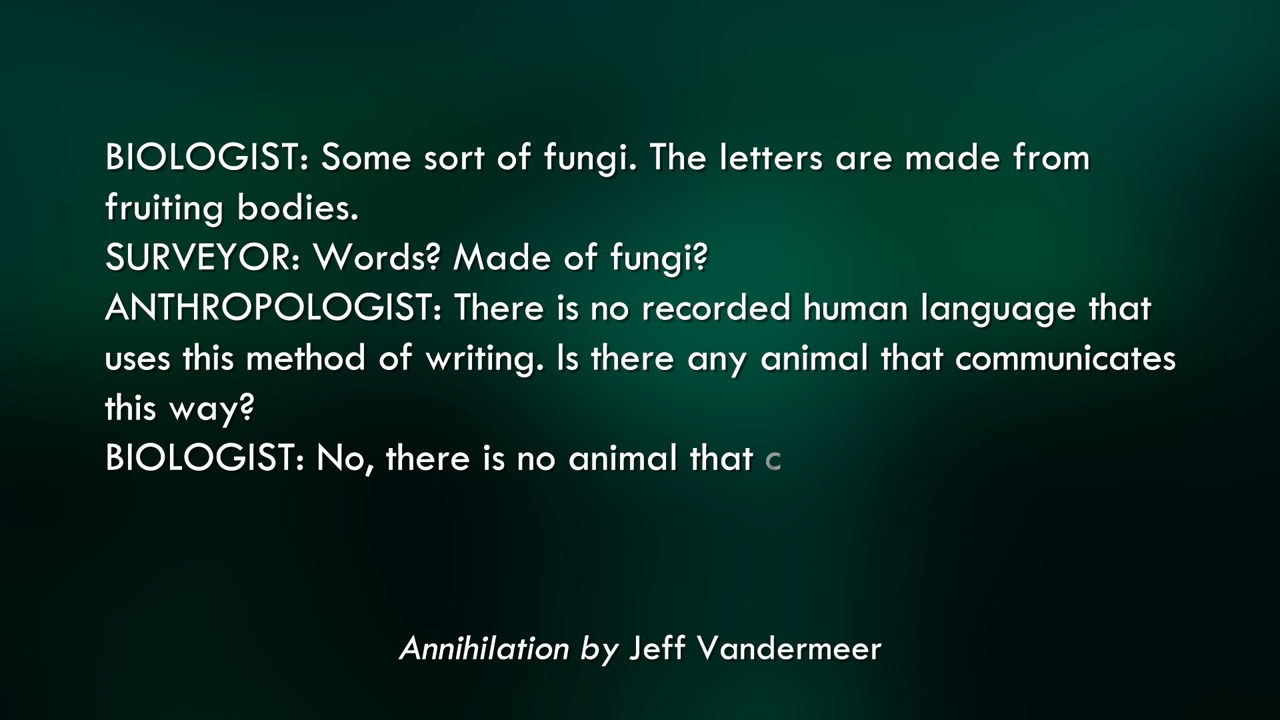 BIOLOGIST: Some sort of fungi. The letters are made from
fruiting bodies.
SURVEYOR: Words? Made of fungi?
ANTHROPOLOGIST: There is no recorded human language that
uses this method of writing. Is there any animal that communicates
this way?
BIOLOGIST: No, there is no animal that c
Annihilation by Jeff Vandermeer